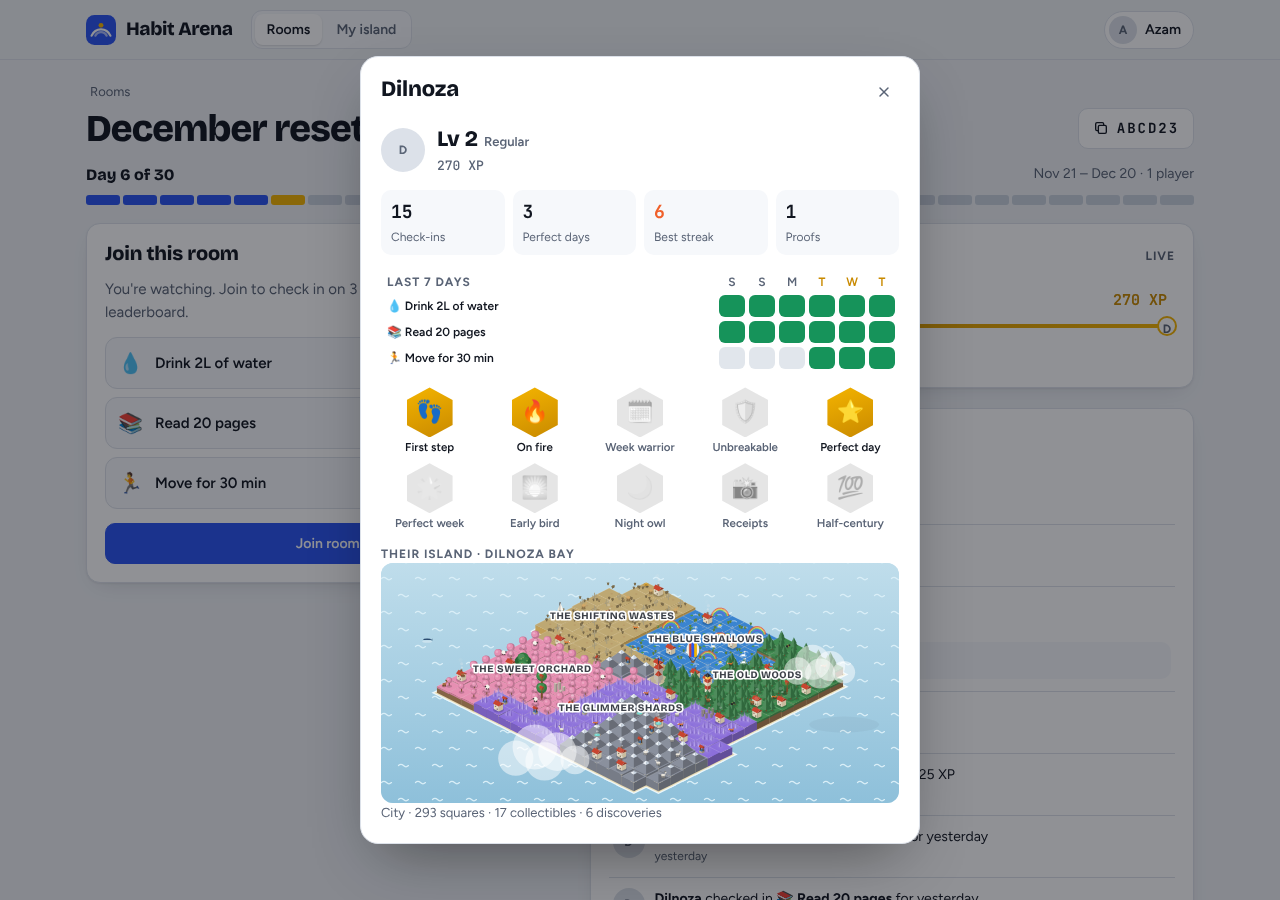 Habit Arena
Rooms
My island
A
Azam
Rooms
December reset
ABCD23
Day 6 of 30
Nov 21 – Dec 20 · 1 player
Join this room
You're watching. Join to check in on 3
leaderboard.
Drink 2L of water
Read 20 pages
Move for 30 min
Join room
Dilnoza
D
Lv 2 Regular
270 XP
15
Check-ins
3
Perfect days
6
Best streak
1
Proofs
LAST 7 DAYS
S S M T W T
Drink 2L of water
Read 20 pages
Move for 30 min
First step
On fire
Week warrior
Unbreakable
Perfect day
100
Perfect week
Early bird
Night owl
Receipts
Half-century
THEIR ISLAND · DILNOZA BAY
THE SHIFTING WASTES
THE BLUE SHALLOWS
THE SWEET ORCHARD
THE OLD WOODS
THE GLIMMER SHARDS
City · 293 squares · 17 collectibles · 6 discoveries
LIVE
270 XP
D
25 XP
or yesterday
yesterday
Dilnoza checked in 📚 Read 20 pages for yesterday